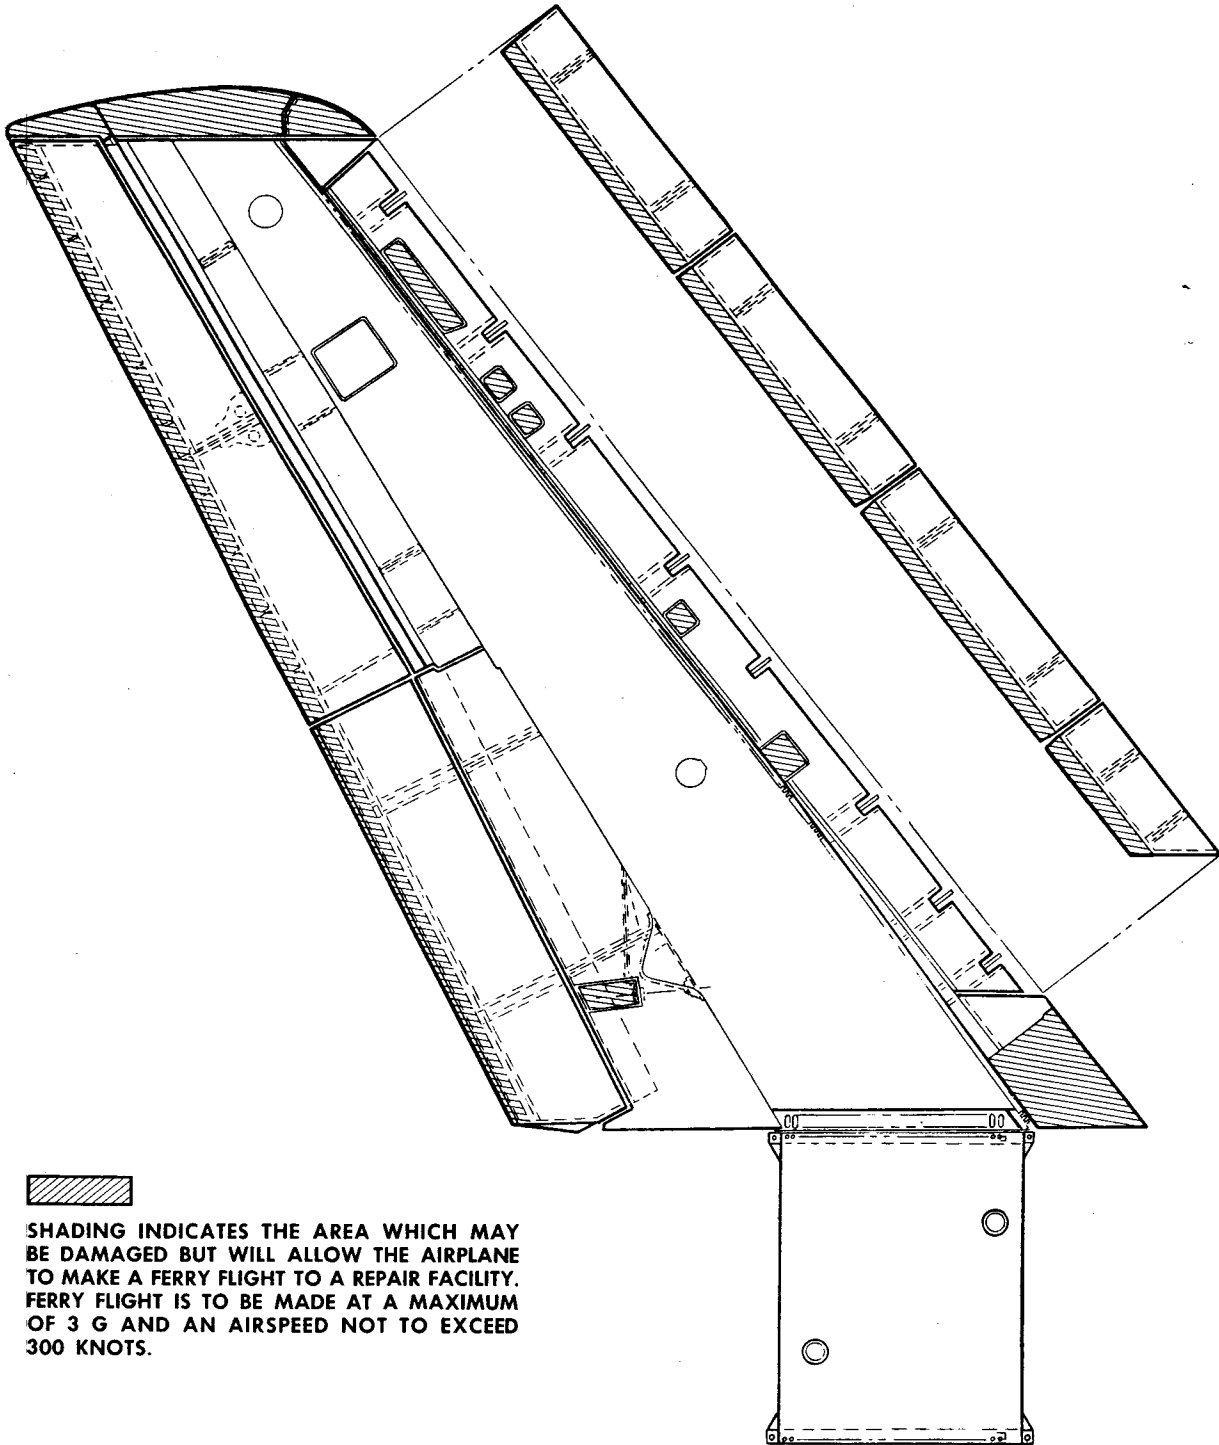 SHADING INDICATES THE AREA WHICH MAY
BE DAMAGED BUT WILL ALLOW THE AIRPLANE
TO MAKE A FERRY FLIGHT TO A REPAIR FACILITY.
FERRY FLIGHT IS TO BE MADE AT A MAXIMUM
OF 3 G AND AN AIRSPEED NOT TO EXCEED
300 KNOTS.